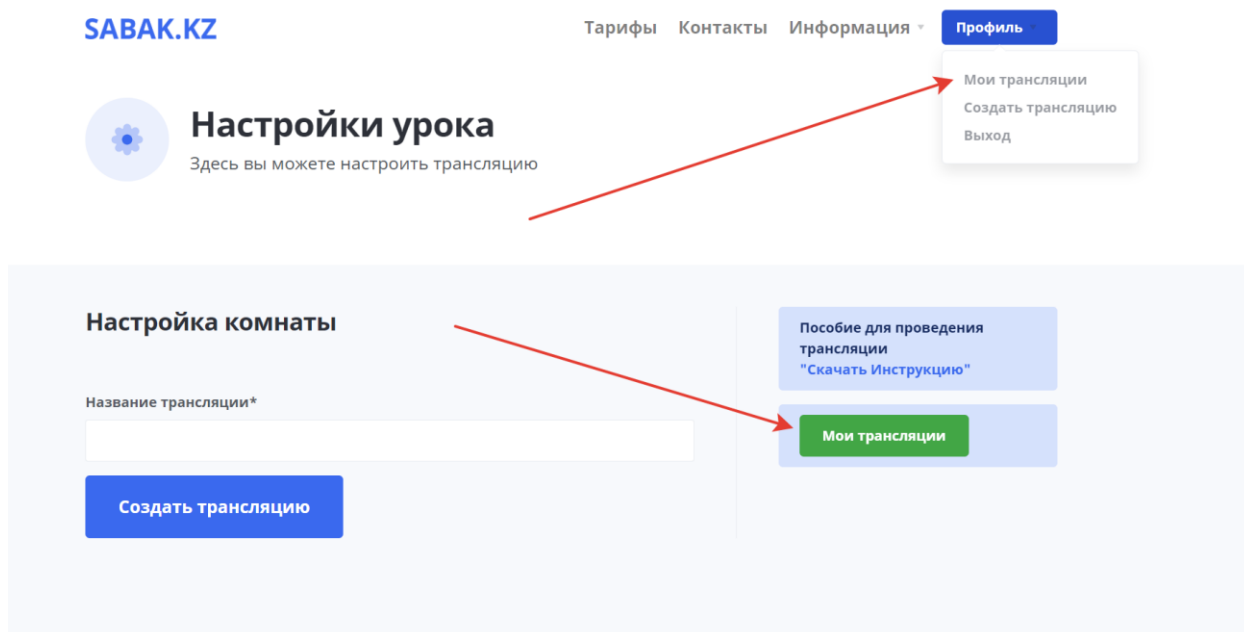 SABAK.KZ
Тарифы Контакты Информация Профиль
Мои трансляции
Создать трансляцию
Выход
Настройки урока
Здесь вы можете настроить трансляцию
Настройка комнаты
Название трансляции*
Создать трансляцию
Пособие для проведения
трансляции
"Скачать Инструкцию"
Мои трансляции